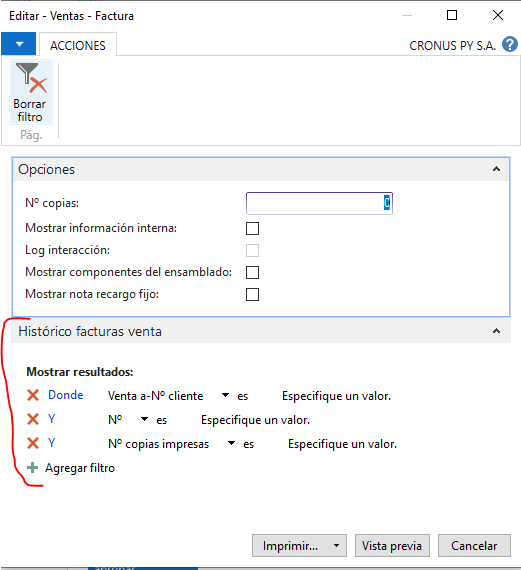 Editar - Ventas - Factura
ACCIONES
CRONUS PY S.A.
?
Borrar filtro
Pág.
Opciones
Nº copias:
Mostrar información interna:
Log interacción:
Mostrar componentes del ensamblado:
Mostrar nota recargo fijo:
Histórico facturas venta
Mostrar resultados:
Donde Venta a-Nº cliente es Especifique un valor.
Y Nº es Especifique un valor.
Y Nº copias impresas es Especifique un valor.
Agregar filtro
Imprimir... Vista previa Cancelar